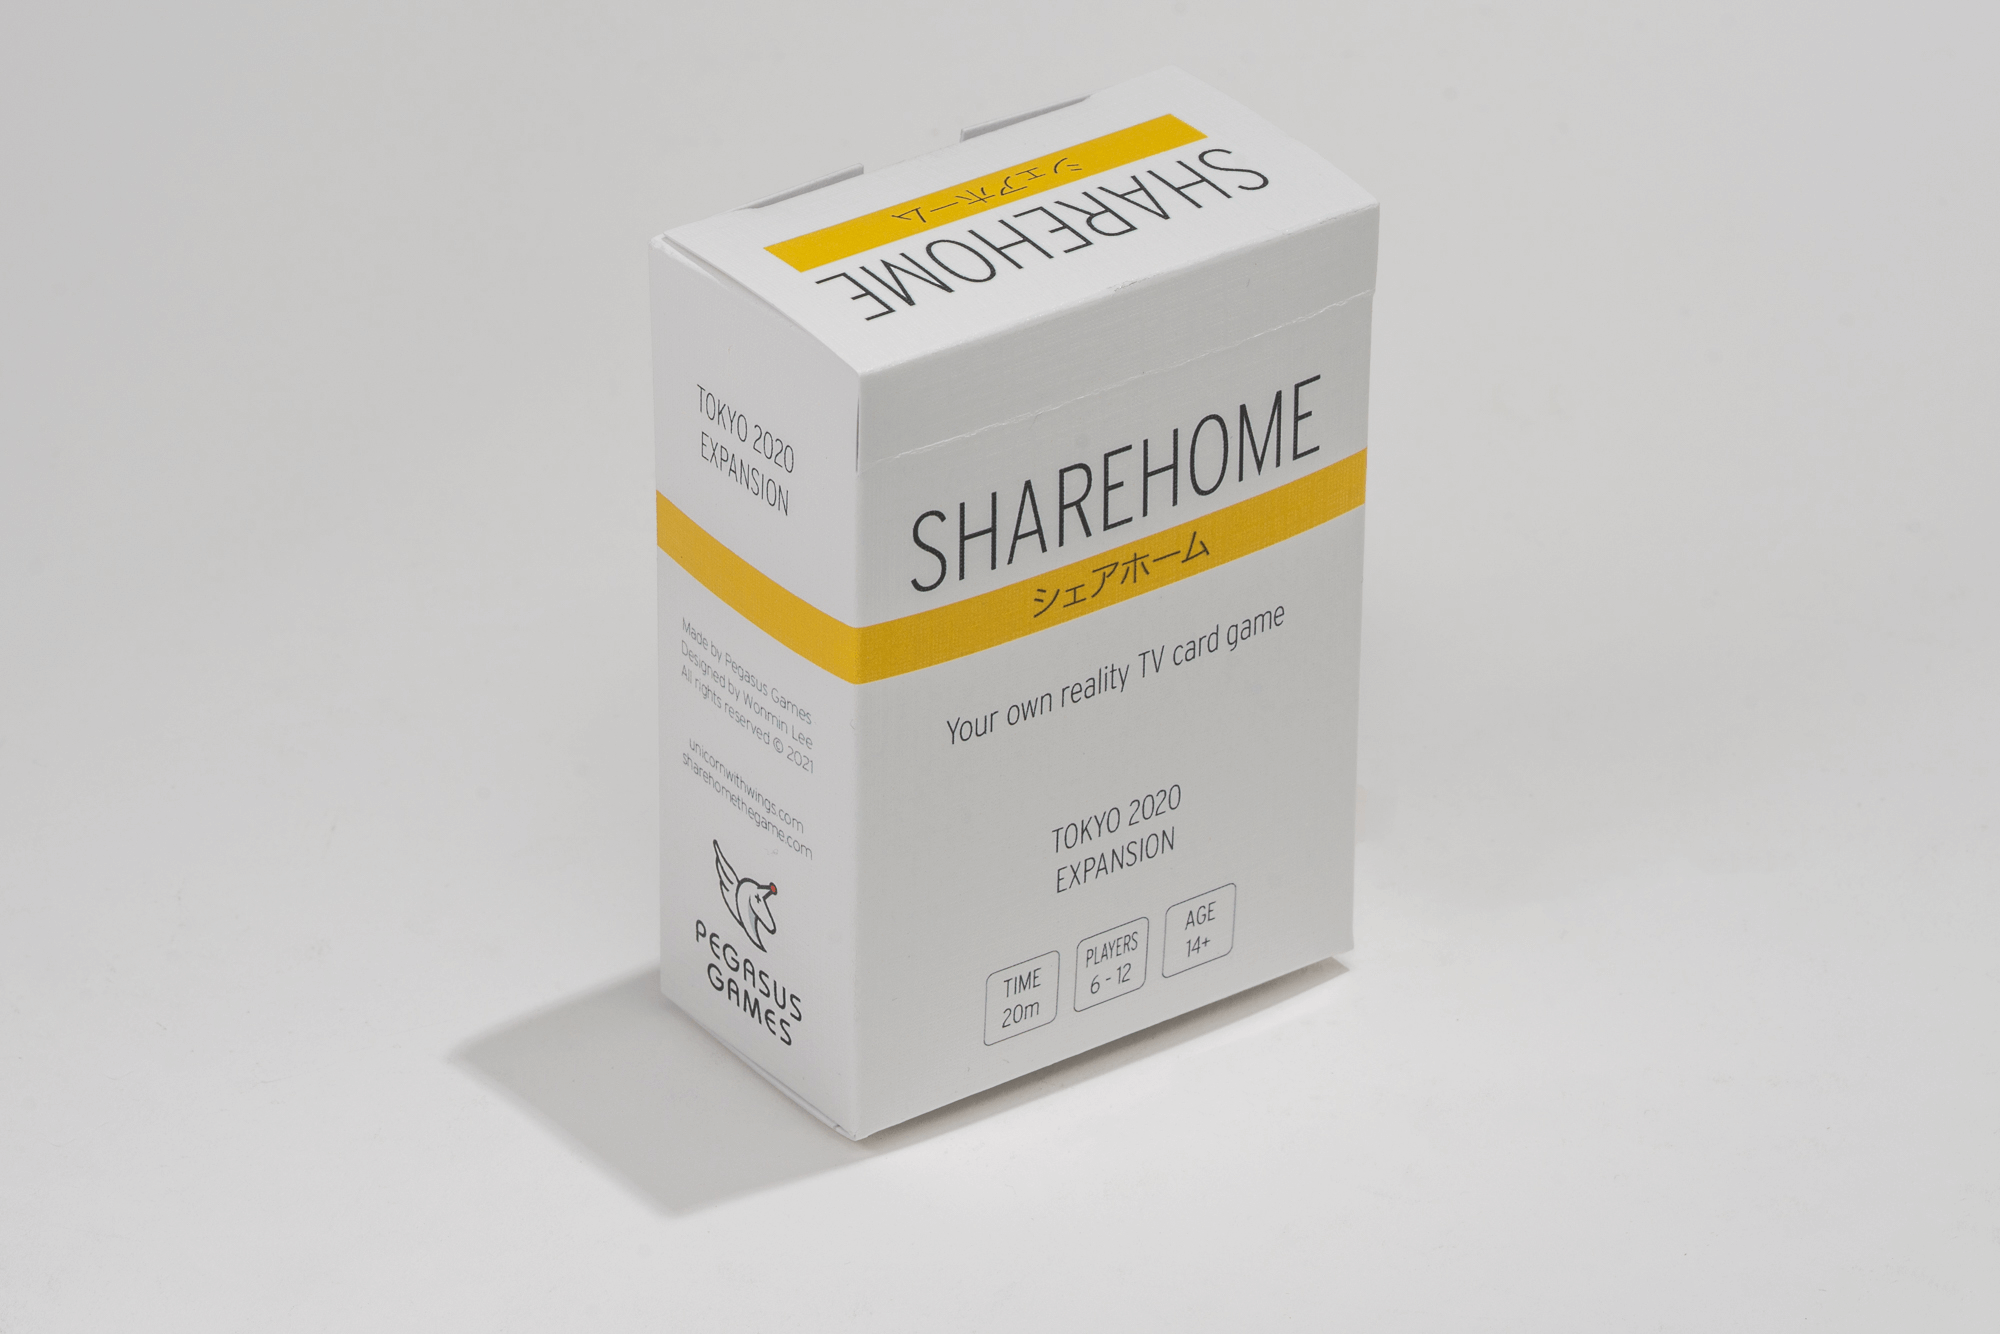 シェアホーム
SHAREHOME
SHAREHOME
シェアホーム
Your own reality TV card game
TOKYO 2020
EXPANSION
TIME
20m
PLAYERS
6 - 12
AGE
14+
TOKYO 2020
EXPANSION
Made by Pegasus Games
Designed by Wonmin Lee
All rights reserved © 2021
unicornwithwings.com
sharehomethegame.com
PEGASUS
GAMES